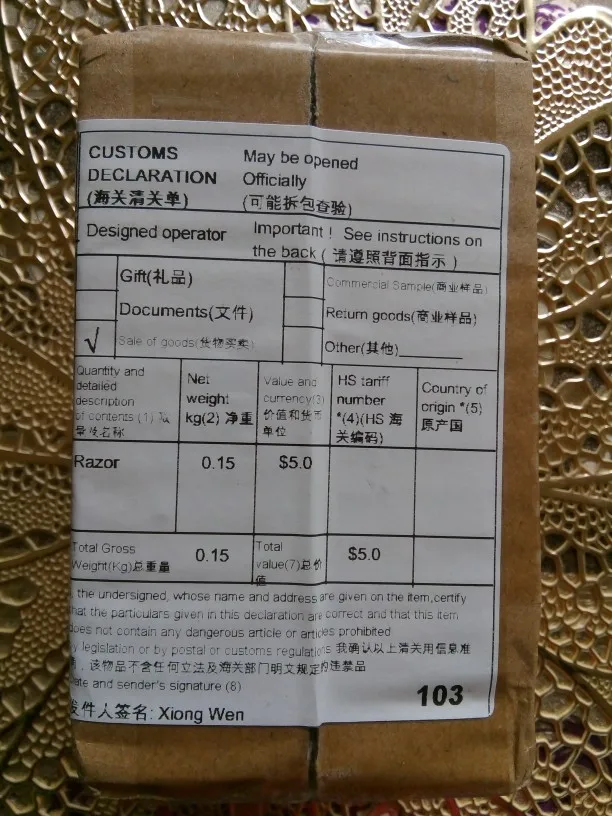 CUSTOMS
DECLARATION
(海关清关单)
May be opened
Officially
(可能拆包查验)
Designed operator
Important！ See instructions on
the back ( 请遵照背面指示 )
Gift(礼品)
Commercial Sample(商业样品)
Documents(文件)
Return goods(商业样品)
√
Sale of goods(货物买卖)
Other(其他)
Quantity and
detailed
description
of contents (1)
量及名称
Net
weight
kg(2) 净重
Value and
currency(3)
价值和货币
单位
HS tariff
number
*(4)(HS 海
关编码)
Country of
origin *(5)
原产国
Razor
0.15
$5.0
Total Gross
Weight(Kg)总重量
0.15
Total
value(7)总价
值
$5.0
, the undersigned, whose name and address are given on the item,certify
hat the particulars given in this declaration are correct and that this item
does not contain any dangerous article or articles prohibited
y legislation or by postal or customs regulations 我确认以上清关用信息准
，该物品不含任何立法及海关部门明文规定的违禁品
ate and sender's signature (8)
103
发件人签名: Xiong Wen